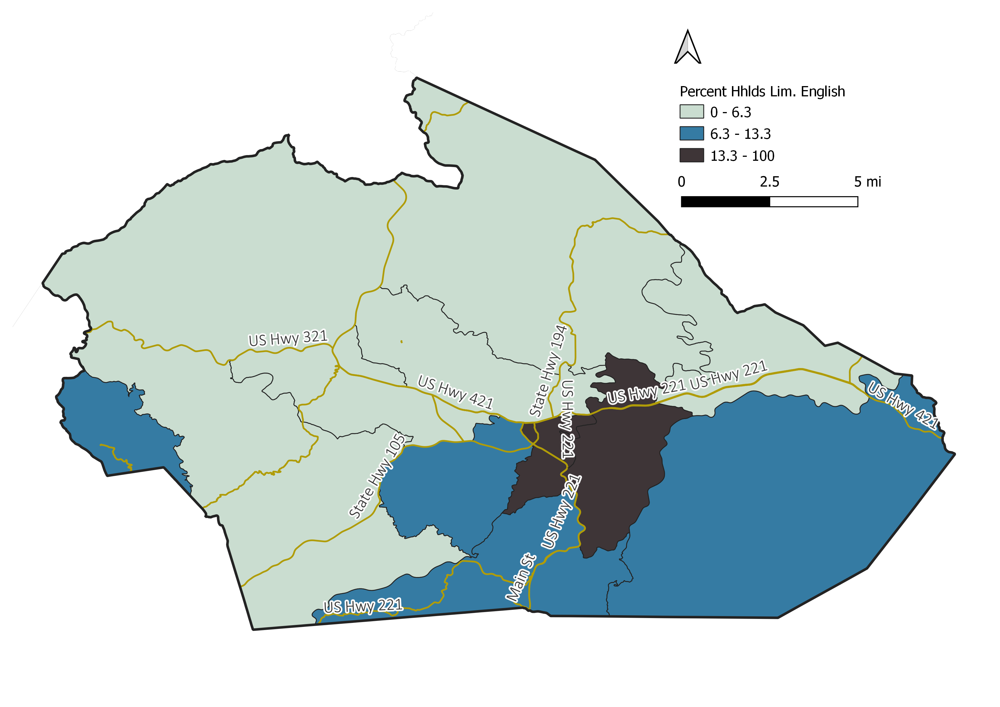 Percent Hhlds Lim. English
0 - 6.3
6.3 - 13.3
13.3 - 100
0 2.5 5 mi
US Hwy 321
State Hwy 194
US Hwy 421
US Hwy 221
US Hwy 221
US Hwy 221
US Hwy 421
State Hwy 105
US Hwy 221
Main St
US Hwy 221